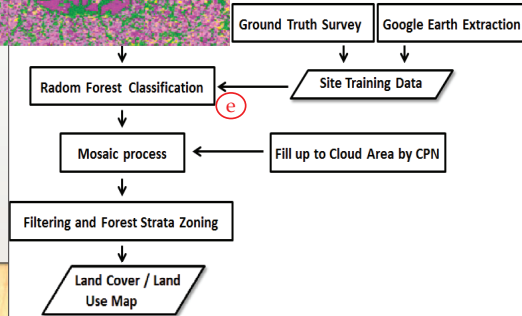 Ground Truth Survey
Google Earth Extraction
Radom Forest Classification
Site Training Data
e
Mosaic process
Fill up to Cloud Area by CPN
Filtering and Forest Strata Zoning
Land Cover / Land
Use Map